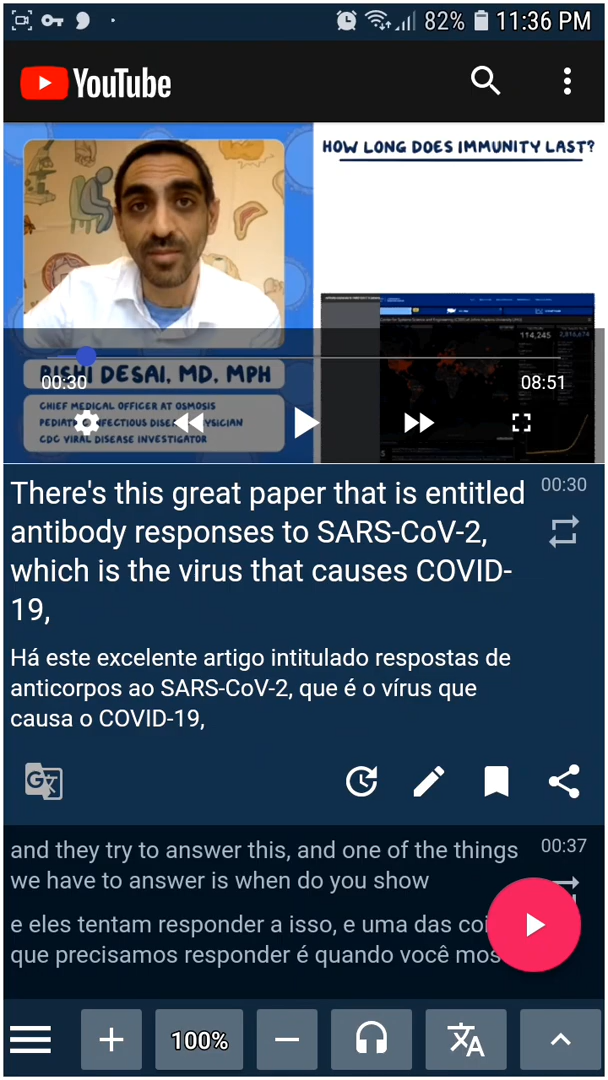 82% 11:36 PM
YouTube
HOW LONG DOES IMMUNITY LAST?
114,245
RISHI DESAI, MD, MPH
00:30
08:51
CHIEF MEDICAL OFFICER AT OSMOSIS
CDC VIRAL DISEASE INVESTIGATOR
There's this great paper that is entitled
00:30
antibody responses to SARS-CoV-2,
which is the virus that causes COVID-
19,
Há este excelente artigo intitulado respostas de
anticorpos ao SARS-CoV-2, que é o vírus que
causa o COVID-19,
and they try to answer this, and one of the things
00:37
we have to answer is when do you show
e eles tentam responder a isso, e uma das coi
que precisamos responder é quando você mos
+ 100% −